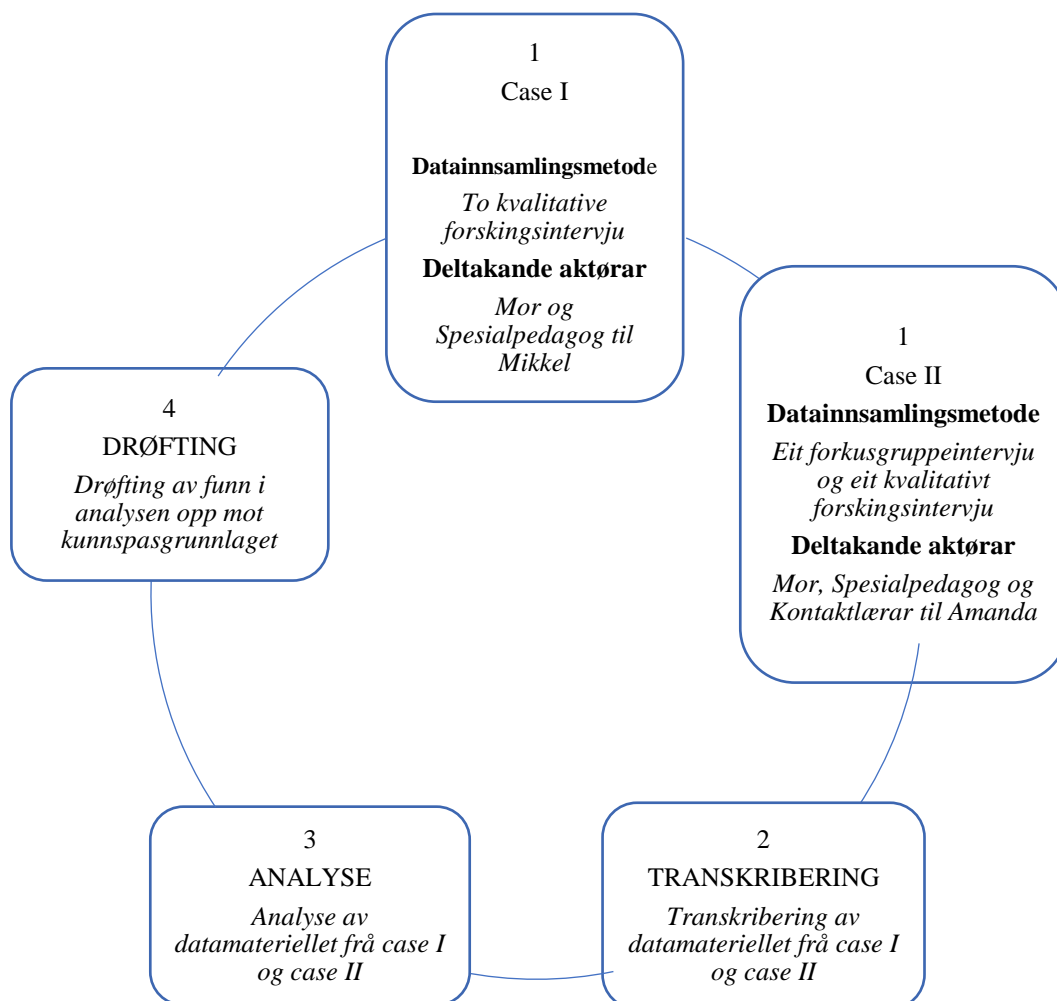 1
Case I
Datainnsamlingsmetode
To kvalitative
forskingsintervju
Deltakande aktørar
Mor og
Spesialpedagog til
Mikkel
1
Case II
Datainnsamlingsmetode
Eit forkusgruppeintervju
og eit kvalitativt
forskingsintervju
Deltakande aktørar
Mor, Spesialpedagog og
Kontaktlærar til Amanda
2
TRANSKRIBERING
Transkribering av
datamateriellet frå case I
og case II
3
ANALYSE
Analyse av
datamateriellet frå case I
og case II
4
DRØFTING
Drøfting av funn i
analysen opp mot
kunnspasgrunnlaget